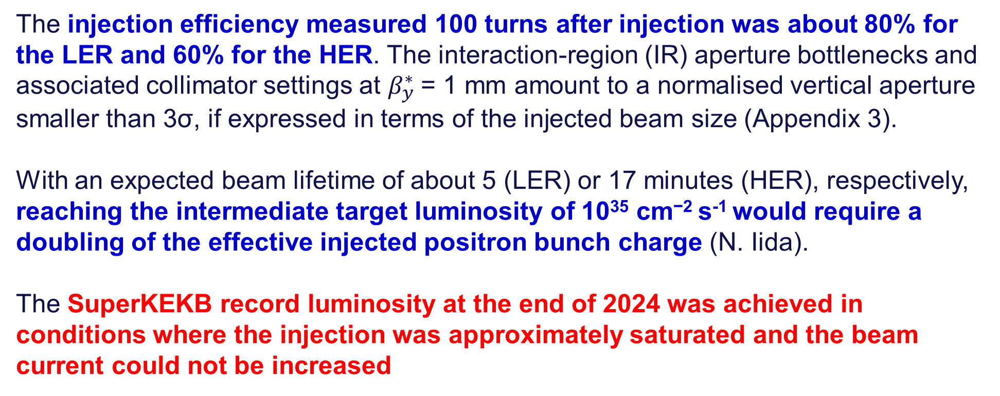 The injection efficiency measured 100 turns after injection was about 80% for
the LER and 60% for the HER. The interaction-region (IR) aperture bottlenecks and
associated collimator settings at β*y = 1 mm amount to a normalised vertical aperture
smaller than 3σ, if expressed in terms of the injected beam size (Appendix 3).
With an expected beam lifetime of about 5 (LER) or 17 minutes (HER), respectively,
reaching the intermediate target luminosity of 10³⁵ cm⁻² s⁻¹ would require a
doubling of the effective injected positron bunch charge (N. Iida).
The SuperKEKB record luminosity at the end of 2024 was achieved in
conditions where the injection was approximately saturated and the beam
current could not be increased